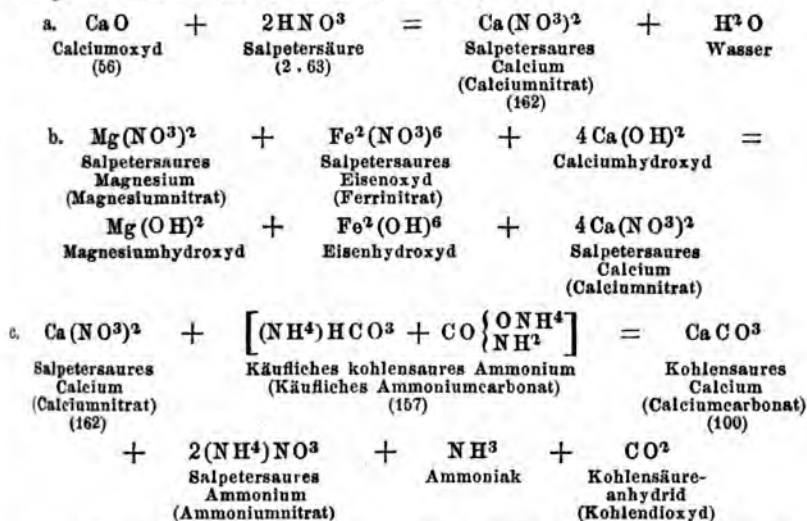 a. CaO + 2HNO³ = Ca(NO³)² + H²O
Calciumoxyd Salpetersäure Salpetersaures Wasser
(56) (2 . 63) Calcium
(Calciumnitrat)
(162)
b. Mg(NO³)² + Fe²(NO³)⁶ + 4Ca(OH)² =
Salpetersaures Salpetersaures Calciumhydroxyd
Magnesium Eisenoxyd
(Magnesiumnitrat) (Ferrinitrat)
Mg(OH)² + Fe²(OH)⁶ + 4Ca(NO³)²
Magnesiumhydroxyd Eisenhydroxyd Salpetersaures
Calcium
(Calciumnitrat)
c. Ca(NO³)² + [(NH⁴)HCO³ + CO{ONH⁴ NH²] = CaCO³
Salpetersaures Käufliches kohlensaures Ammonium Kohlensaures
Calcium (Käufliches Ammoniumcarbonat) Calcium
(Calciumnitrat) (157) (Calciumcarbonat)
(162) (100)
+ 2(NH⁴)NO³ + NH³ + CO²
Salpetersaures Ammoniak Kohlensäure-
Ammonium anhydrid
(Ammoniumnitrat) (Kohlendioxyd)